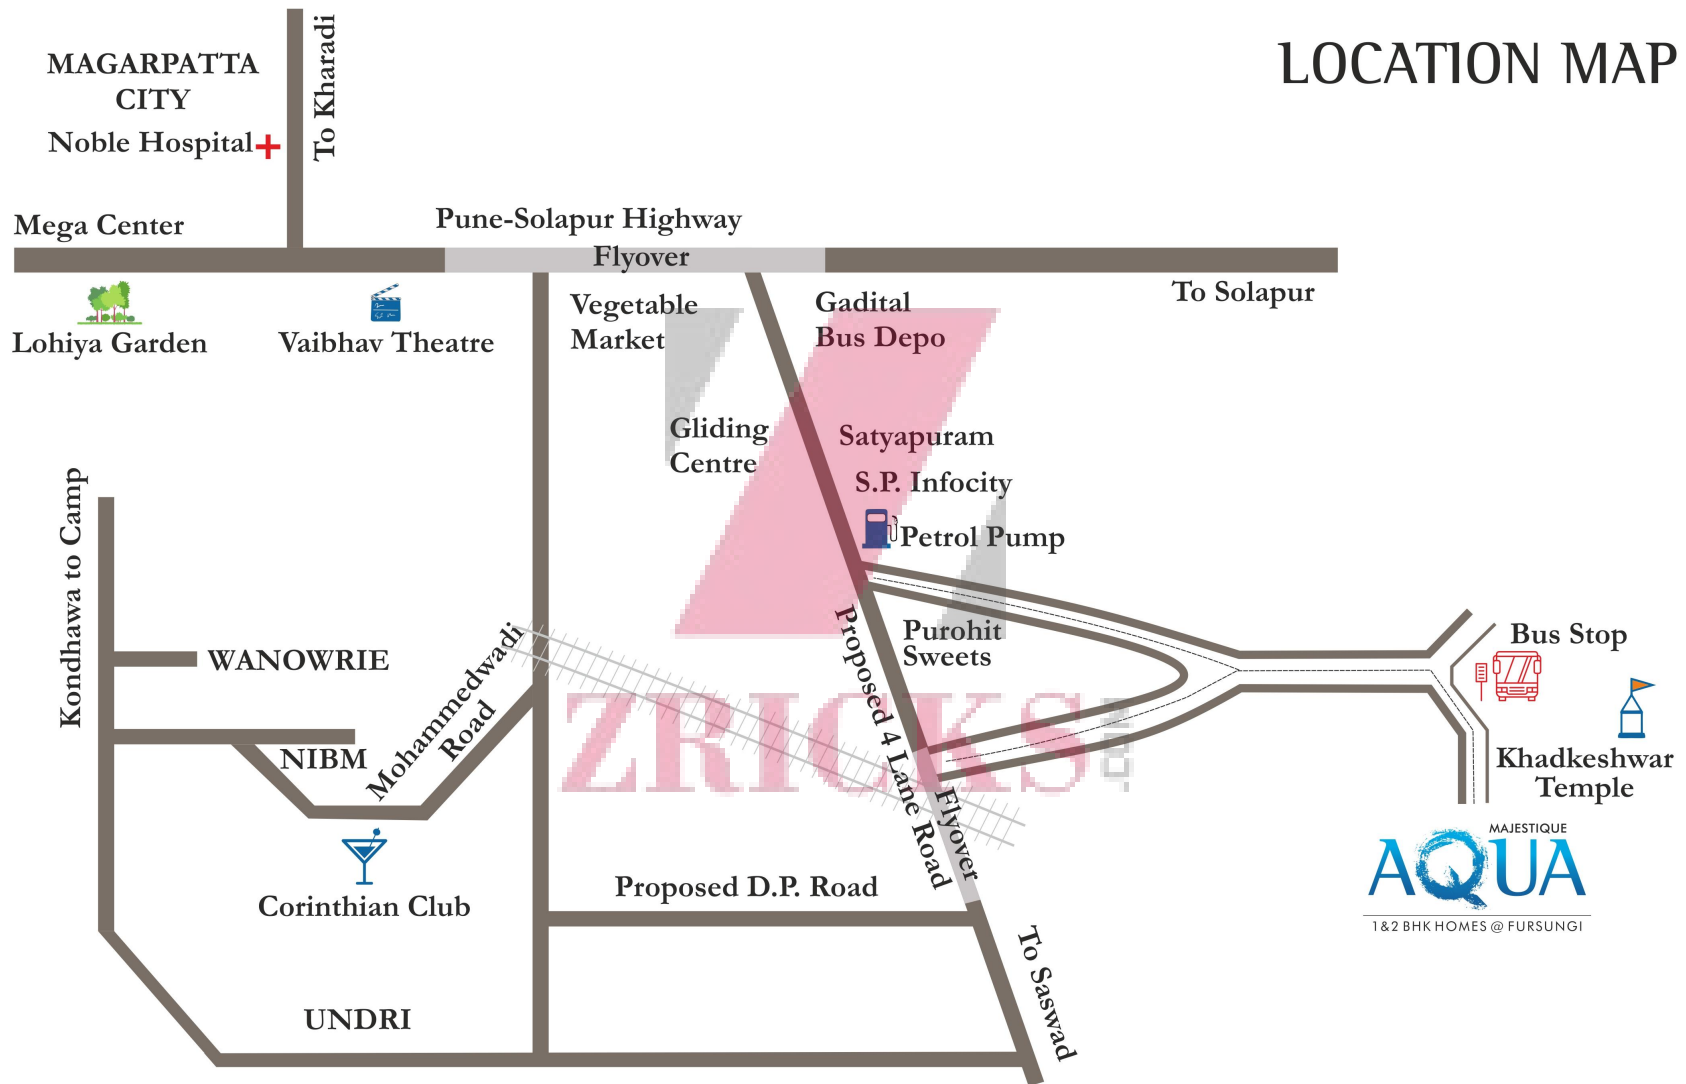 LOCATION MAP
MAGARPATTA
CITY
Noble Hospital
To Kharadi
Mega Center
Pune-Solapur Highway
Flyover
To Solapur
Lohiya Garden
Vaibhav Theatre
Vegetable
Market
Gadital
Bus Depo
Gliding
Centre
Satyapuram
S.P. Infocity
Petrol Pump
Kondhawa to Camp
WANOWRIE
NIBM
Mohammedwadi
Road
Proposed 4 Lane Road
Purohit
Sweets
Flyover
Bus Stop
Khadkeshwar
Temple
ZRICKS
.COM
Corinthian Club
Proposed D.P. Road
MAJESTIQUE
AQUA
1&2 BHK HOMES @ FURSUNGI
To Saswad
UNDRI